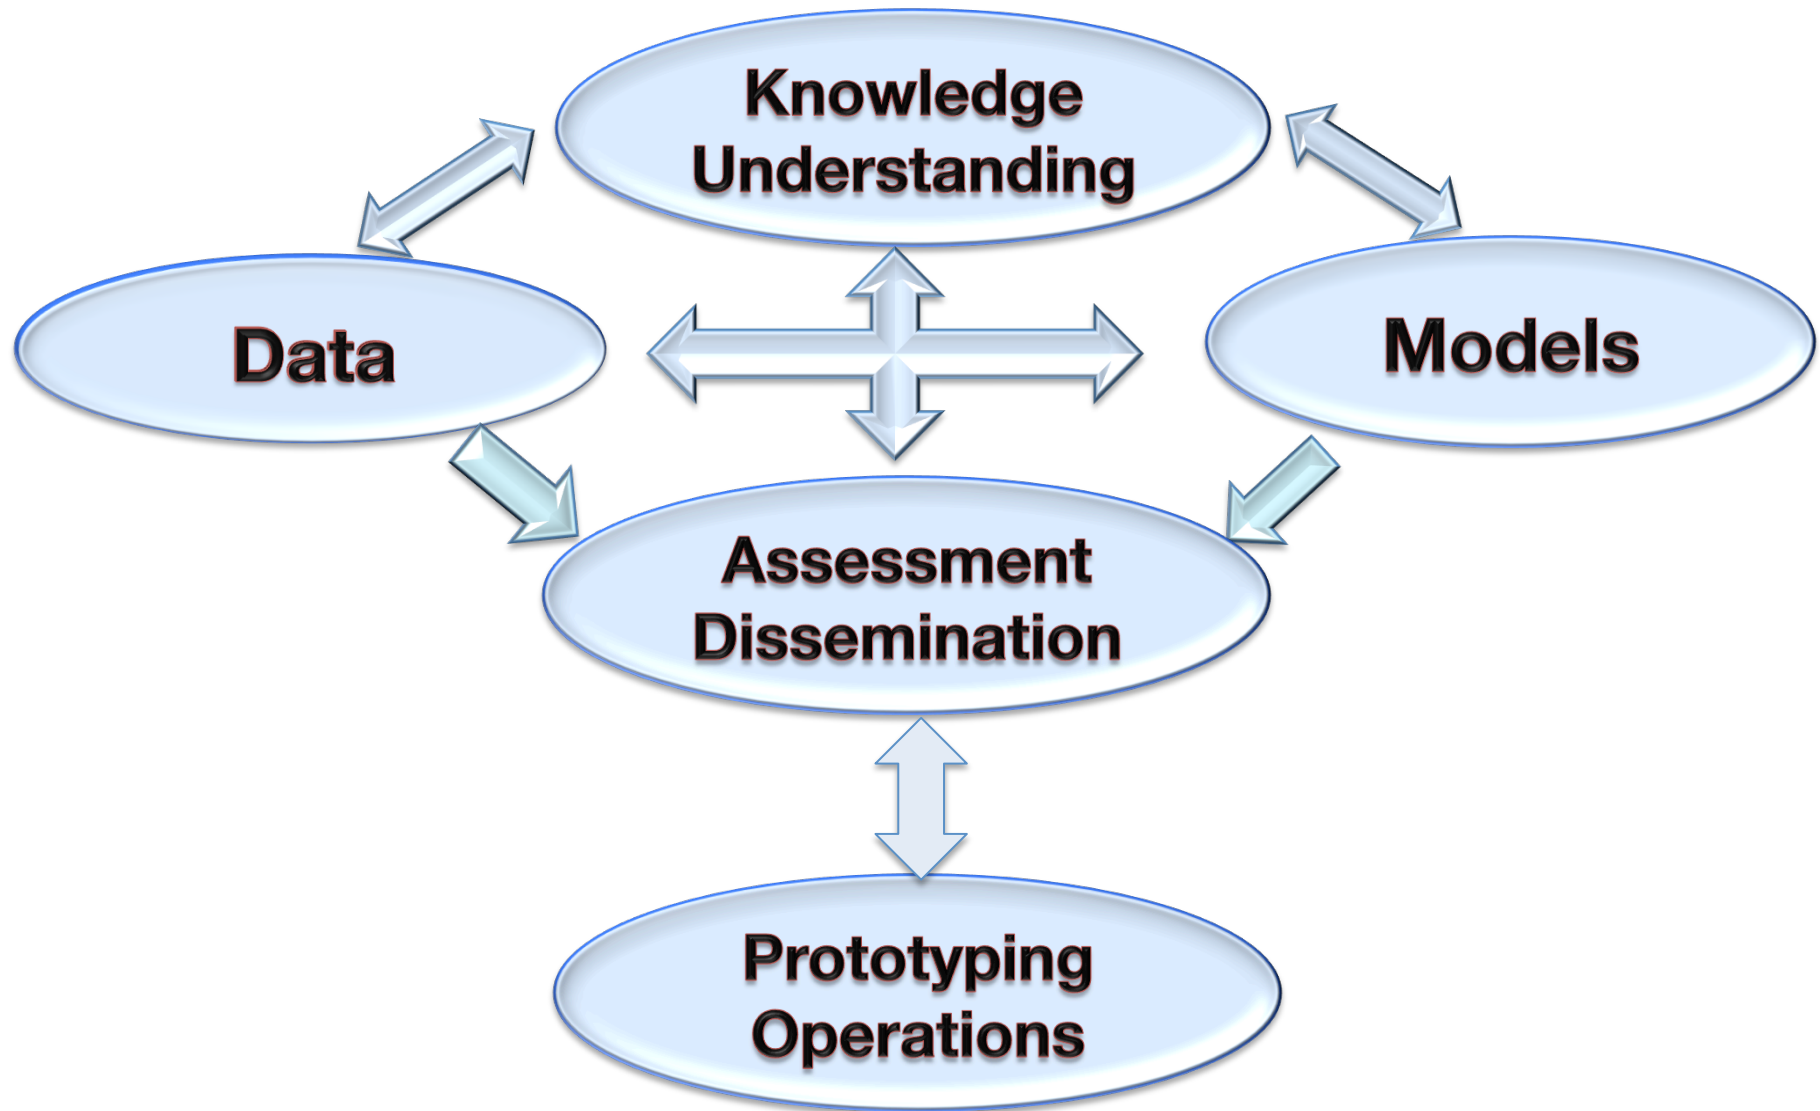 Knowledge
Understanding
Data
Models
Assessment
Dissemination
Prototyping
Operations